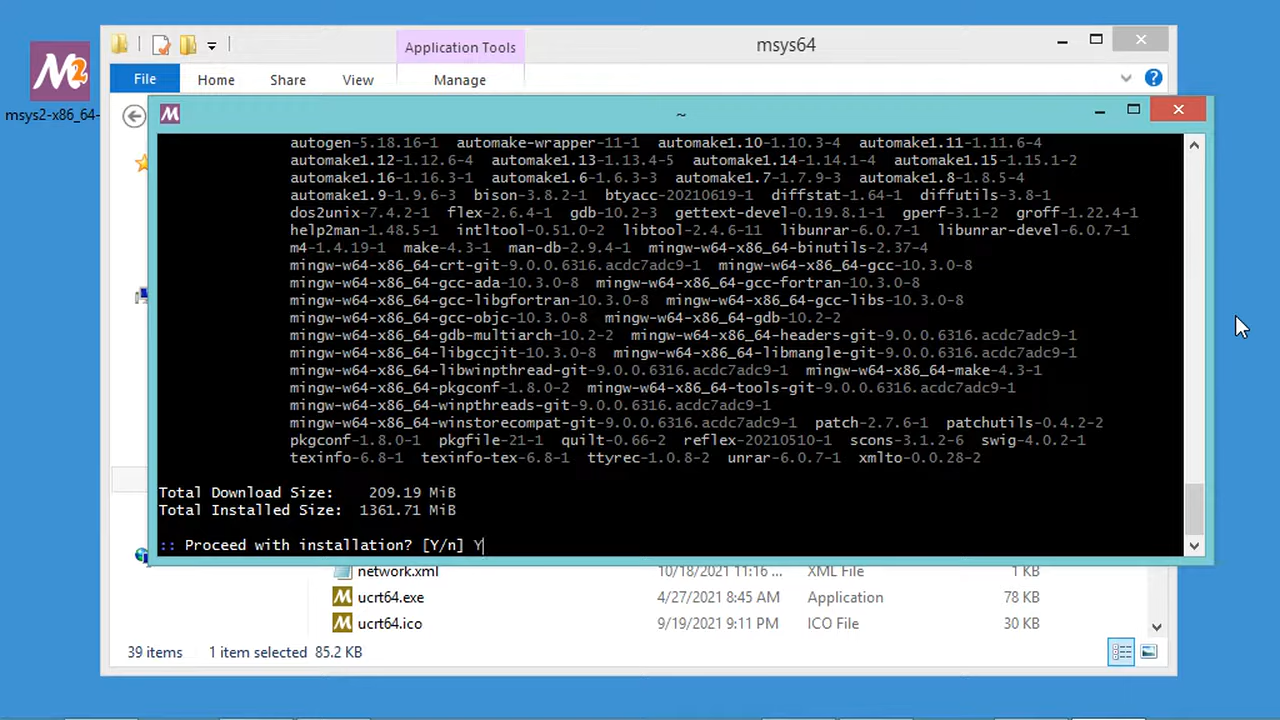 msys2-x86_64-
Application Tools
msys64
File Home Share View Manage
~
autogen-5.18.16-1 automake-wrapper-11-1 automake1.10-1.10.3-4 automake1.11-1.11.6-4
automake1.12-1.12.6-4 automake1.13-1.13.4-5 automake1.14-1.14.1-4 automake1.15-1.15.1-2
automake1.16-1.16.3-1 automake1.6-1.6.3-3 automake1.7-1.7.9-3 automake1.8-1.8.5-4
automake1.9-1.9.6-3 bison-3.8.2-1 btyacc-20210619-1 diffstat-1.64-1 diffutils-3.8-1
dos2unix-7.4.2-1 flex-2.6.4-1 gdb-10.2-3 gettext-devel-0.19.8.1-1 gperf-3.1-2 groff-1.22.4-1
help2man-1.48.5-1 intltool-0.51.0-2 libtool-2.4.6-11 libunrar-6.0.7-1 libunrar-devel-6.0.7-1
m4-1.4.19-1 make-4.3-1 man-db-2.9.4-1 mingw-w64-x86_64-binutils-2.37-4
mingw-w64-x86_64-crt-git-9.0.0.6316.acdc7adc9-1 mingw-w64-x86_64-gcc-10.3.0-8
mingw-w64-x86_64-gcc-ada-10.3.0-8 mingw-w64-x86_64-gcc-fortran-10.3.0-8
mingw-w64-x86_64-gcc-libgfortran-10.3.0-8 mingw-w64-x86_64-gcc-libs-10.3.0-8
mingw-w64-x86_64-gcc-objc-10.3.0-8 mingw-w64-x86_64-gdb-10.2-2
mingw-w64-x86_64-gdb-multiarch-10.2-2 mingw-w64-x86_64-headers-git-9.0.0.6316.acdc7adc9-1
mingw-w64-x86_64-libgccjit-10.3.0-8 mingw-w64-x86_64-libmangle-git-9.0.0.6316.acdc7adc9-1
mingw-w64-x86_64-libwinpthread-git-9.0.0.6316.acdc7adc9-1 mingw-w64-x86_64-make-4.3-1
mingw-w64-x86_64-pkgconf-1.8.0-2 mingw-w64-x86_64-tools-git-9.0.0.6316.acdc7adc9-1
mingw-w64-x86_64-winpthreads-git-9.0.0.6316.acdc7adc9-1
mingw-w64-x86_64-winstorecompat-git-9.0.0.6316.acdc7adc9-1 patch-2.7.6-1 patchutils-0.4.2-2
pkgconf-1.8.0-1 pkgfile-21-1 quilt-0.66-2 reflex-20210510-1 scons-3.1.2-6 swig-4.0.2-1
texinfo-6.8-1 texinfo-tex-6.8-1 ttyrec-1.0.8-2 unrar-6.0.7-1 xmlto-0.0.28-2
Total Download Size: 209.19 MiB
Total Installed Size: 1361.71 MiB
:: Proceed with installation? [Y/n] Y
network.xml 10/18/2021 11:16 ... XML File 1 KB
ucrt64.exe 4/27/2021 8:45 AM Application 78 KB
ucrt64.ico 9/19/2021 9:11 PM ICO File 30 KB
39 items 1 item selected 85.2 KB